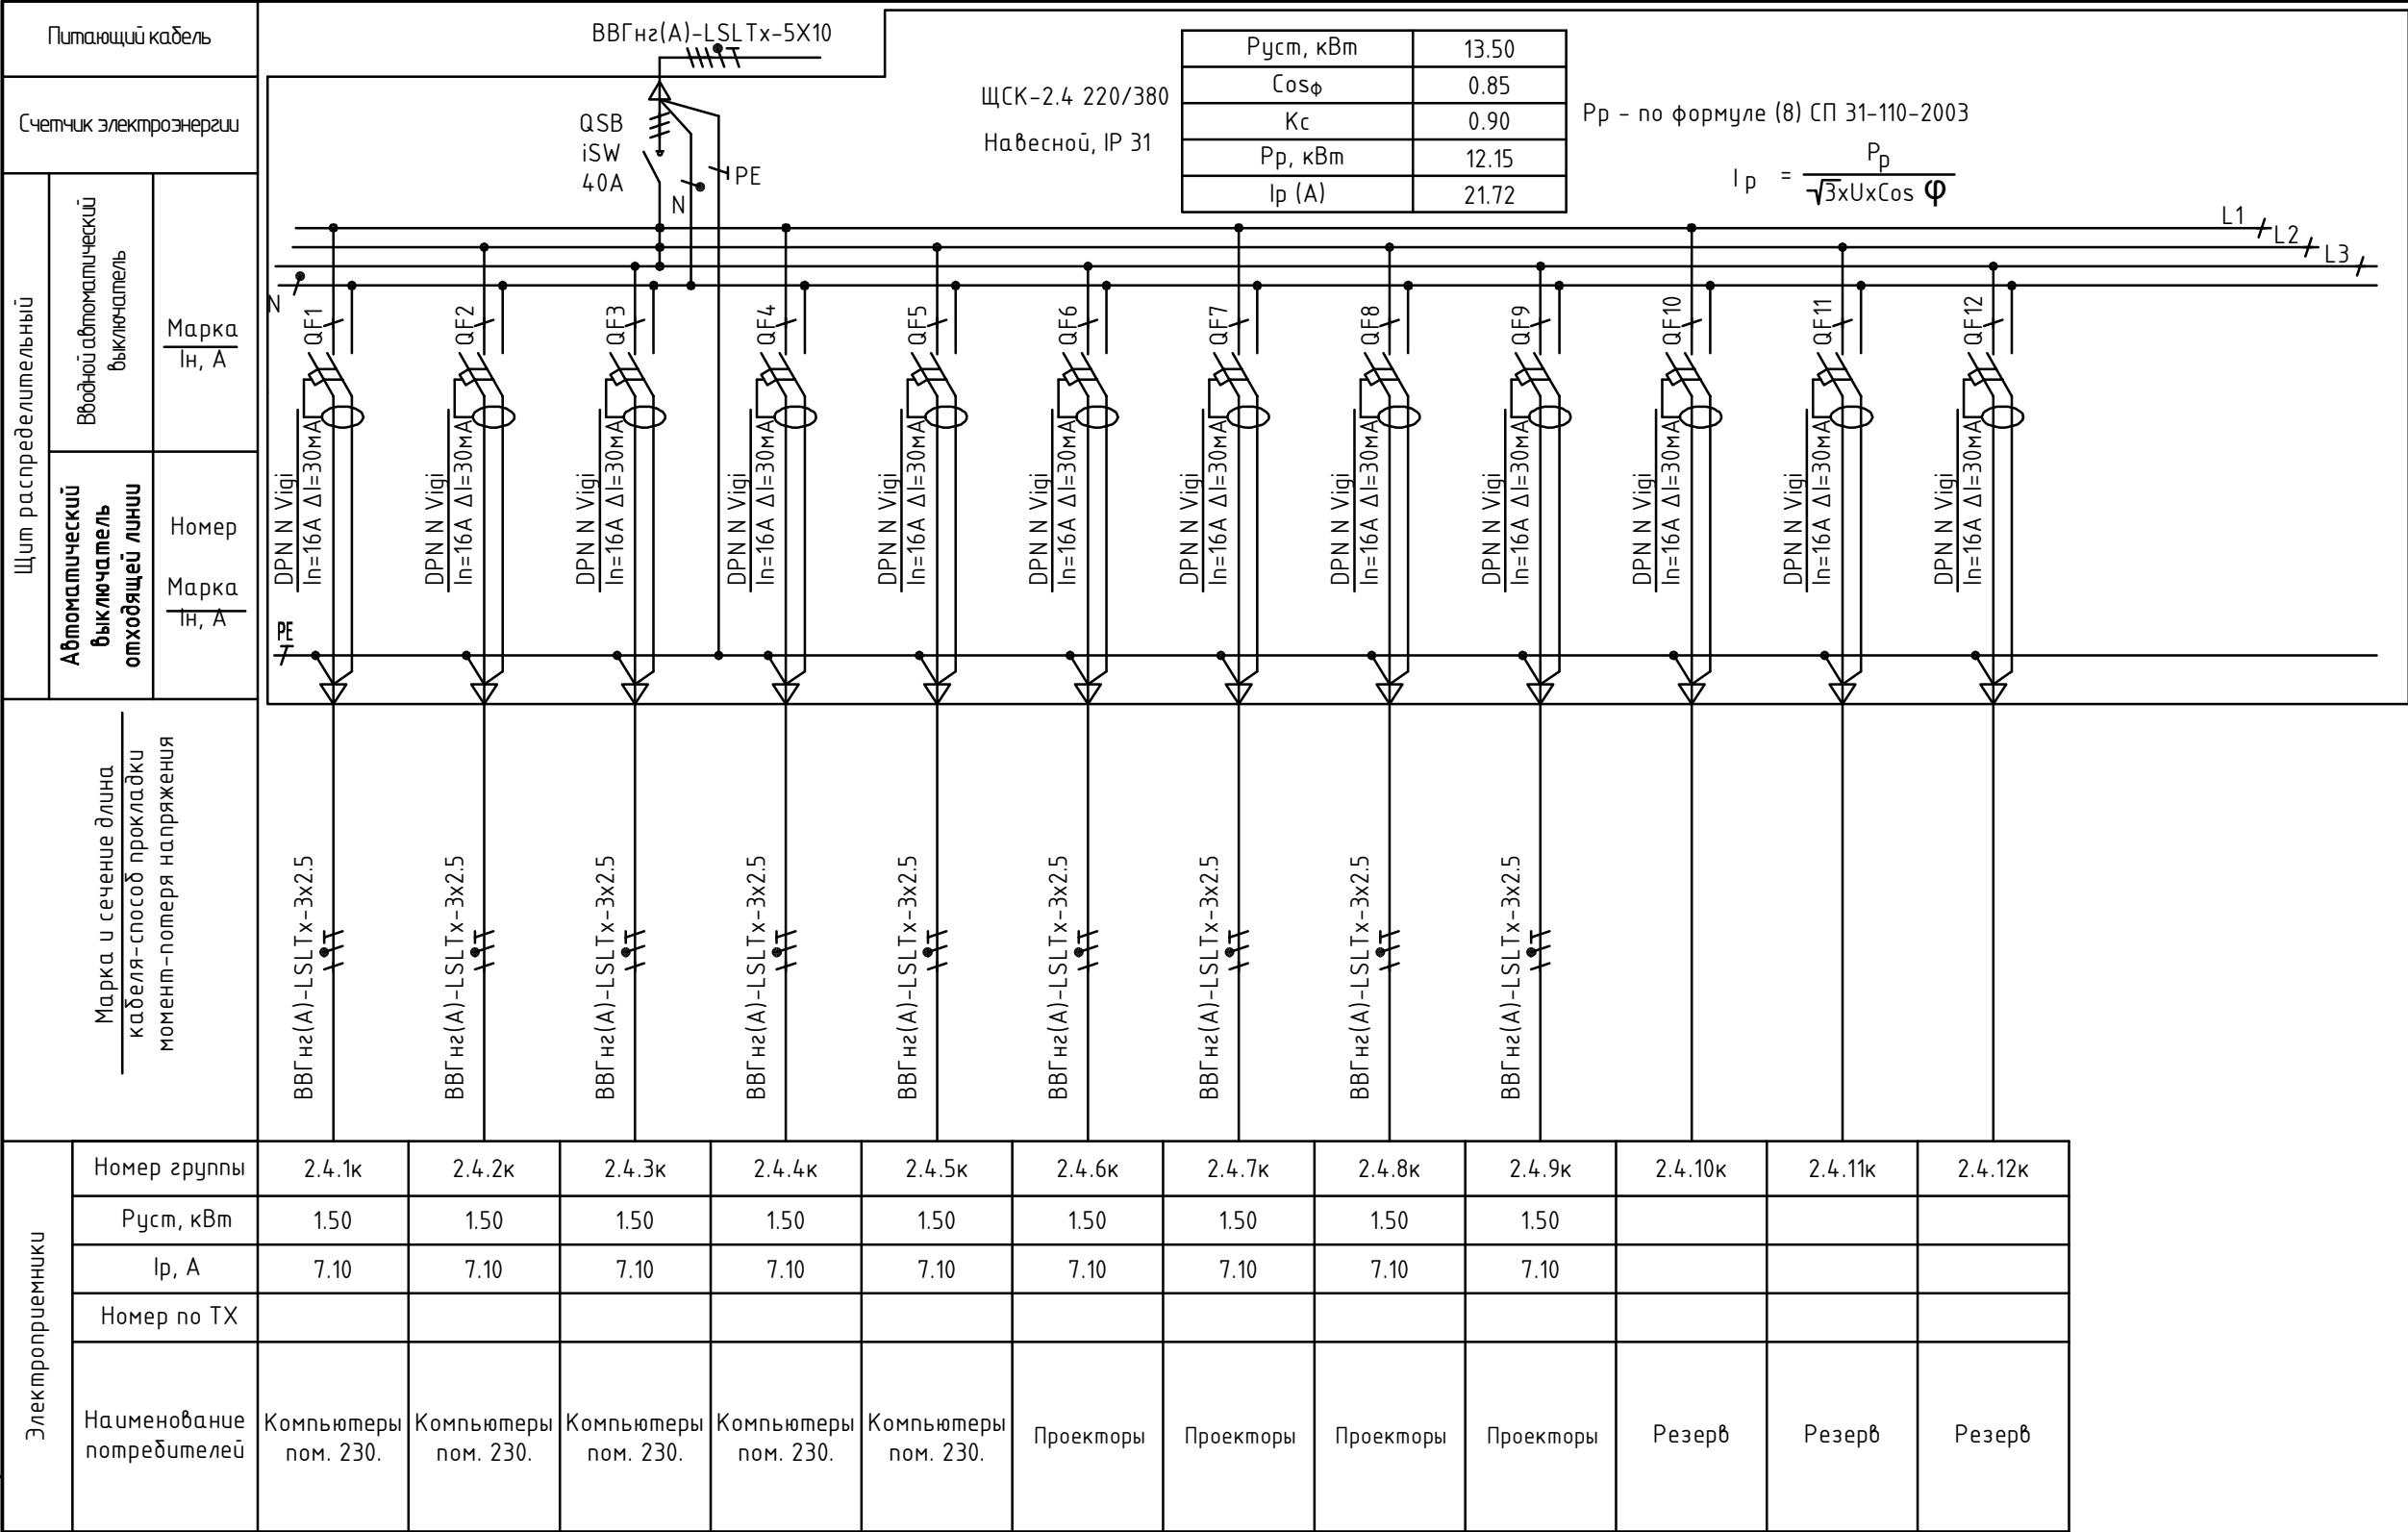 Питающий кабель
Счетчик электроэнергии
Щит распределительный
Вводной автоматический
выключатель
Марка
Iн, А
Автоматический
выключатель
отходящей линии
Номер
Марка
Iн, А
Марка и сечение длина
кабеля-способ прокладки
момент-потеря напряжения
ВВГнг(А)-LSLTx-5X10
QSB
iSW
40A
N
PE
ЩСК-2.4 220/380
Навесной, IP 31
Руст, кВт 13.50
Cosφ 0.85
Кс 0.90
Рр, кВт 12.15
Iр (А) 21.72
Рр - по формуле (8) СП 31-110-2003
Iр = Рр / √3xUxCos φ
L1
L2
L3
N
QF1 QF2 QF3 QF4 QF5 QF6 QF7 QF8 QF9 QF10 QF11 QF12
DPN N Vigi
In=16A ΔI=30мА
DPN N Vigi
In=16A ΔI=30мА
DPN N Vigi
In=16A ΔI=30мА
DPN N Vigi
In=16A ΔI=30мА
DPN N Vigi
In=16A ΔI=30мА
DPN N Vigi
In=16A ΔI=30мА
DPN N Vigi
In=16A ΔI=30мА
DPN N Vigi
In=16A ΔI=30мА
DPN N Vigi
In=16A ΔI=30мА
DPN N Vigi
In=16A ΔI=30мА
DPN N Vigi
In=16A ΔI=30мА
DPN N Vigi
In=16A ΔI=30мА
PE
ВВГнг(А)-LSLTx-3x2.5
ВВГнг(А)-LSLTx-3x2.5
ВВГнг(А)-LSLTx-3x2.5
ВВГнг(А)-LSLTx-3x2.5
ВВГнг(А)-LSLTx-3x2.5
ВВГнг(А)-LSLTx-3x2.5
ВВГнг(А)-LSLTx-3x2.5
ВВГнг(А)-LSLTx-3x2.5
ВВГнг(А)-LSLTx-3x2.5
Электроприемники
Номер группы 2.4.1к 2.4.2к 2.4.3к 2.4.4к 2.4.5к 2.4.6к 2.4.7к 2.4.8к 2.4.9к 2.4.10к 2.4.11к 2.4.12к
Руст, кВт 1.50 1.50 1.50 1.50 1.50 1.50 1.50 1.50 1.50
Iр, А 7.10 7.10 7.10 7.10 7.10 7.10 7.10 7.10 7.10
Номер по ТХ
Наименование
потребителей
Компьютеры
пом. 230.
Компьютеры
пом. 230.
Компьютеры
пом. 230.
Компьютеры
пом. 230.
Компьютеры
пом. 230.
Проекторы
Проекторы
Проекторы
Проекторы
Резерв
Резерв
Резерв